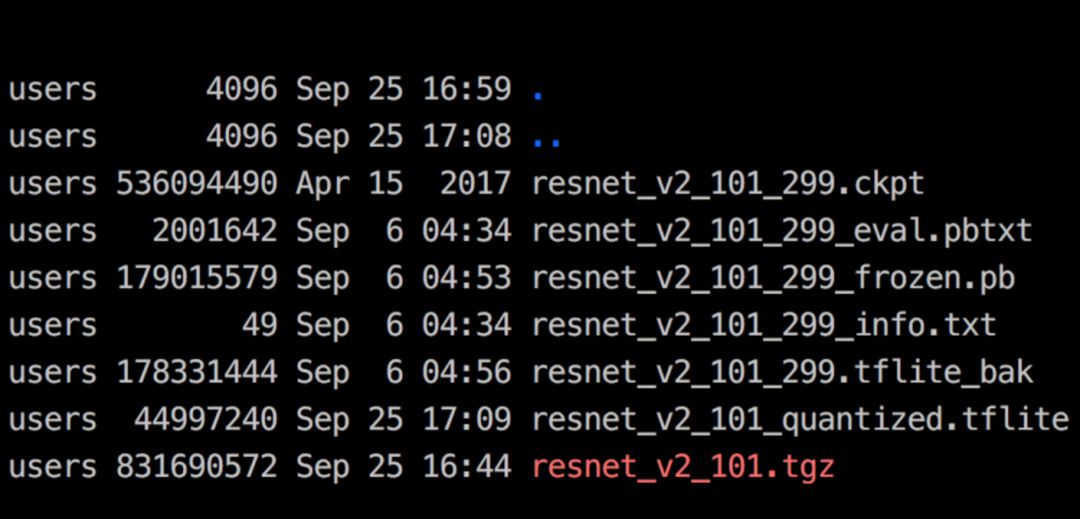 users 4096 Sep 25 16:59 .
users 4096 Sep 25 17:08 ..
users 536094490 Apr 15 2017 resnet_v2_101_299.ckpt
users 2001642 Sep 6 04:34 resnet_v2_101_299_eval.pbtxt
users 179015579 Sep 6 04:53 resnet_v2_101_299_frozen.pb
users 49 Sep 6 04:34 resnet_v2_101_299_info.txt
users 178331444 Sep 6 04:56 resnet_v2_101_299.tflite_bak
users 44997240 Sep 25 17:09 resnet_v2_101_quantized.tflite
users 831690572 Sep 25 16:44 resnet_v2_101.tgz